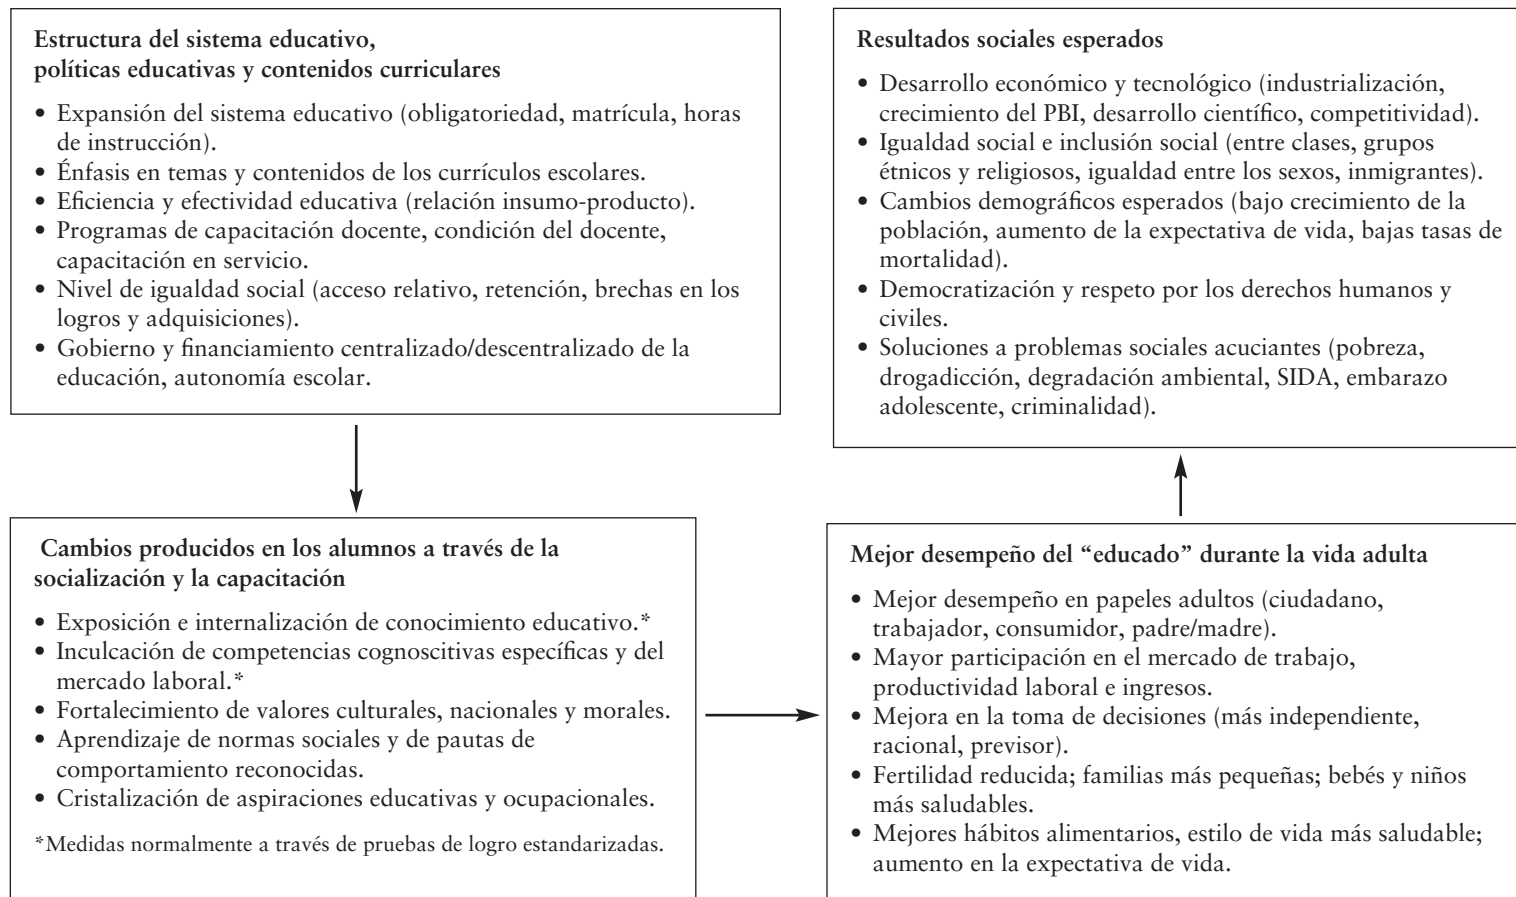 Estructura del sistema educativo,
políticas educativas y contenidos curriculares
• Expansión del sistema educativo (obligatoriedad, matrícula, horas
de instrucción).
• Énfasis en temas y contenidos de los currículos escolares.
• Eficiencia y efectividad educativa (relación insumo-producto).
• Programas de capacitación docente, condición del docente,
capacitación en servicio.
• Nivel de igualdad social (acceso relativo, retención, brechas en los
logros y adquisiciones).
• Gobierno y financiamiento centralizado/descentralizado de la
educación, autonomía escolar.
Cambios producidos en los alumnos a través de la
socialización y la capacitación
• Exposición e internalización de conocimiento educativo.*
• Inculcación de competencias cognoscitivas específicas y del
mercado laboral.*
• Fortalecimiento de valores culturales, nacionales y morales.
• Aprendizaje de normas sociales y de pautas de
comportamiento reconocidas.
• Cristalización de aspiraciones educativas y ocupacionales.
*Medidas normalmente a través de pruebas de logro estandarizadas.
Mejor desempeño del “educado” durante la vida adulta
• Mejor desempeño en papeles adultos (ciudadano,
trabajador, consumidor, padre/madre).
• Mayor participación en el mercado de trabajo,
productividad laboral e ingresos.
• Mejora en la toma de decisiones (más independiente,
racional, previsor).
• Fertilidad reducida; familias más pequeñas; bebés y niños
más saludables.
• Mejores hábitos alimentarios, estilo de vida más saludable;
aumento en la expectativa de vida.
Resultados sociales esperados
• Desarrollo económico y tecnológico (industrialización,
crecimiento del PBI, desarrollo científico, competitividad).
• Igualdad social e inclusión social (entre clases, grupos
étnicos y religiosos, igualdad entre los sexos, inmigrantes).
• Cambios demográficos esperados (bajo crecimiento de la
población, aumento de la expectativa de vida, bajas tasas de
mortalidad).
• Democratización y respeto por los derechos humanos y
civiles.
• Soluciones a problemas sociales acuciantes (pobreza,
drogadicción, degradación ambiental, SIDA, embarazo
adolescente, criminalidad).